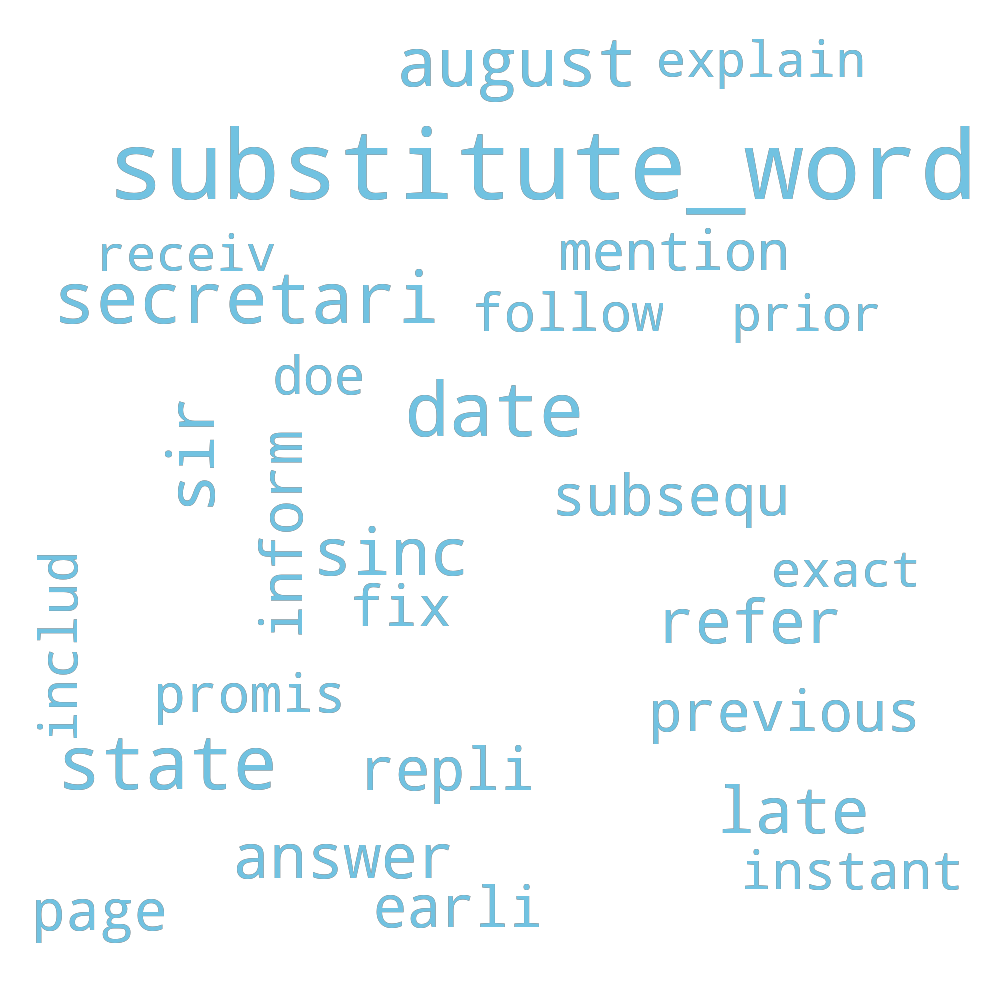 august explain
substitute_word
receiv mention
secretari follow prior
doe date
sir
inform
subsequ
sinc
exact
includ
fix refer
promis previous
state repli
late
answer instant
page earli